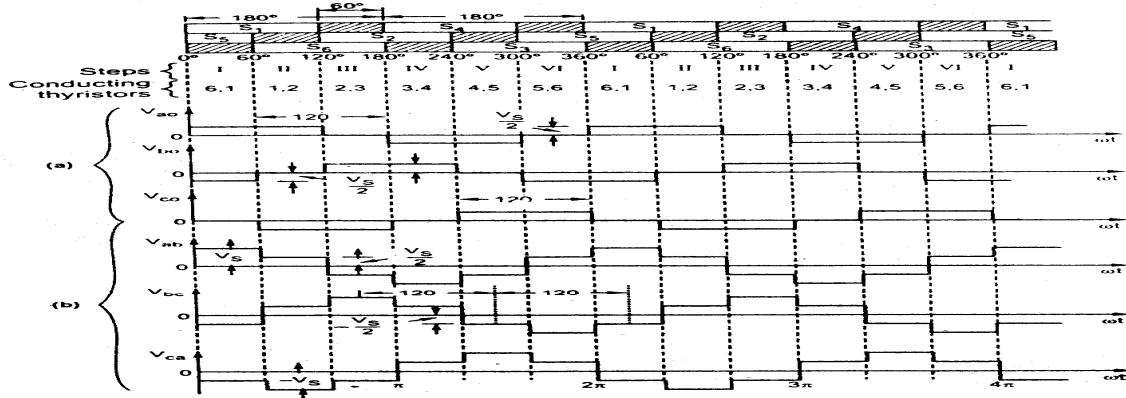 60°
180° 180°
S1 S4 S1 S4 S1
S5 S2 S5 S2 S5
S6 S3 S6 S3
0° 60° 120° 180° 240° 300° 360° 60° 120° 180° 240° 300° 360°
Steps I II III IV V VI I II III IV V VI I
Conducting thyristors 6.1 1.2 2.3 3.4 4.5 5.6 6.1 1.2 2.3 3.4 4.5 5.6 6.1
Vao 120 Vs/2
0 ωt
(a)
Vbo
0 Vs/2 ωt
Vco 120
0 ωt
Vab Vs Vs/2
0 ωt
(b)
Vbc 120 120
0 Vs/2 ωt
Vca
0 -Vs π 2π 3π 4π ωt